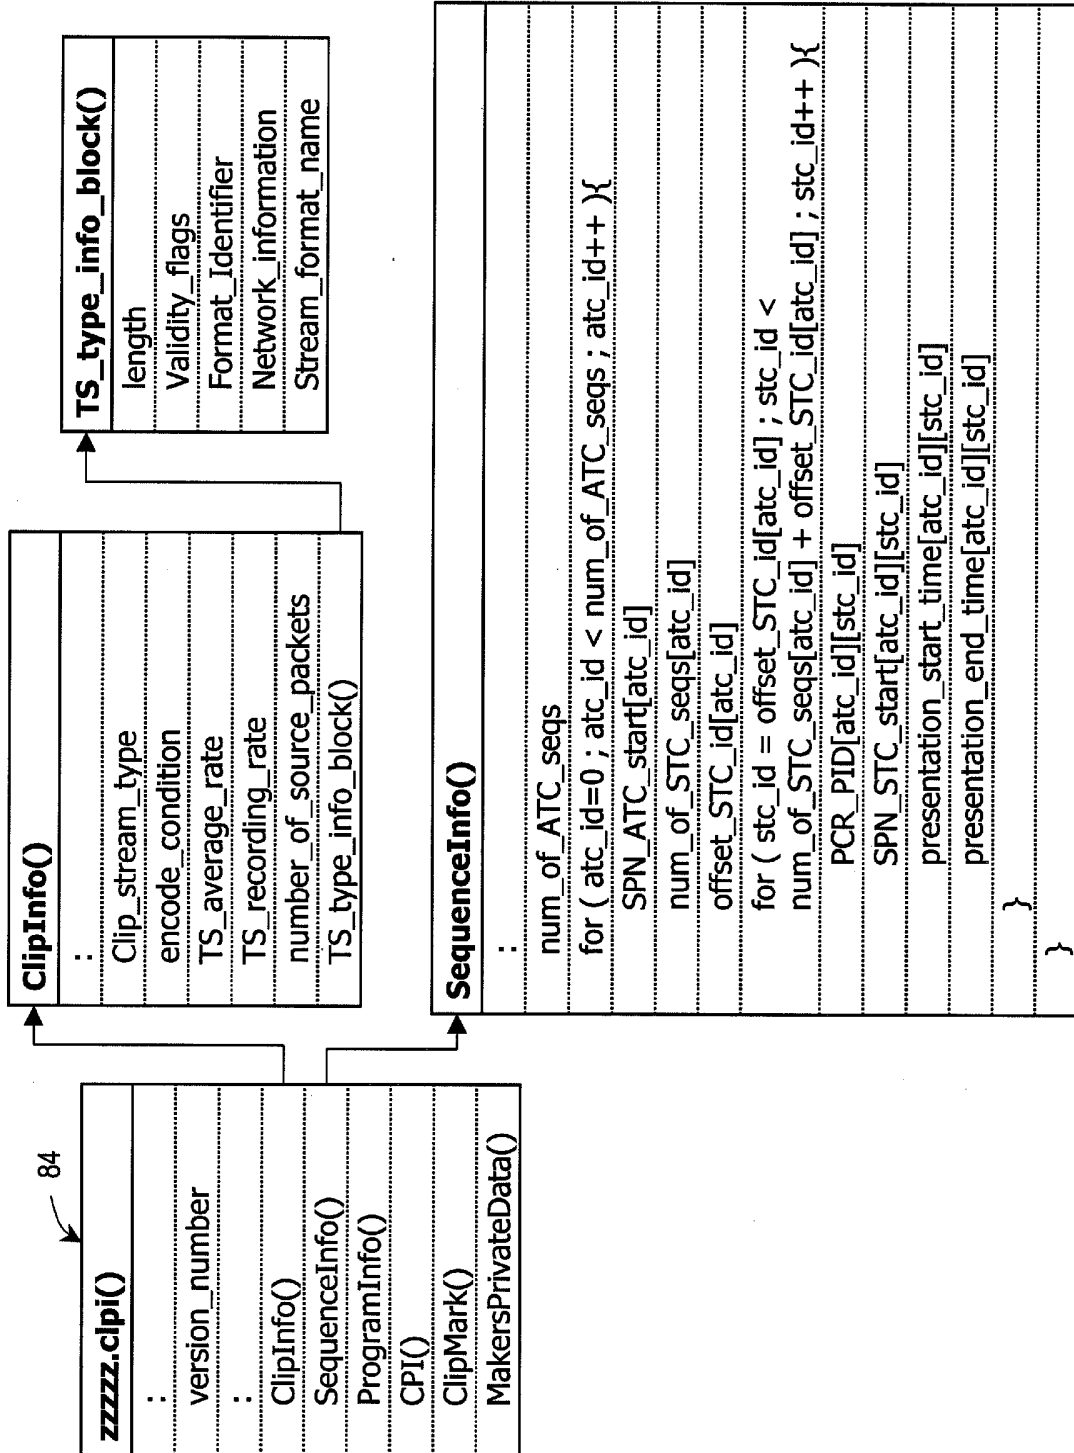 84
zzzzz.clpi()
:
version_number
:
ClipInfo()
SequenceInfo()
ProgramInfo()
CPI()
ClipMark()
MakersPrivateData()
ClipInfo()
:
Clip_stream_type
encode_condition
TS_average_rate
TS_recording_rate
number_of_source_packets
TS_type_info_block()
TS_type_info_block()
length
Validity_flags
Format_Identifier
Network_information
Stream_format_name
SequenceInfo()
:
num_of_ATC_seqs
for ( atc_id=0 ; atc_id < num_of_ATC_seqs ; atc_id++ ){
SPN_ATC_start[atc_id]
num_of_STC_seqs[atc_id]
offset_STC_id[atc_id]
for ( stc_id = offset_STC_id[atc_id] ; stc_id <
num_of_STC_seqs[atc_id] + offset_STC_id[atc_id] ; stc_id++ ){
PCR_PID[atc_id][stc_id]
SPN_STC_start[atc_id][stc_id]
presentation_start_time[atc_id][stc_id]
presentation_end_time[atc_id][stc_id]
}
}